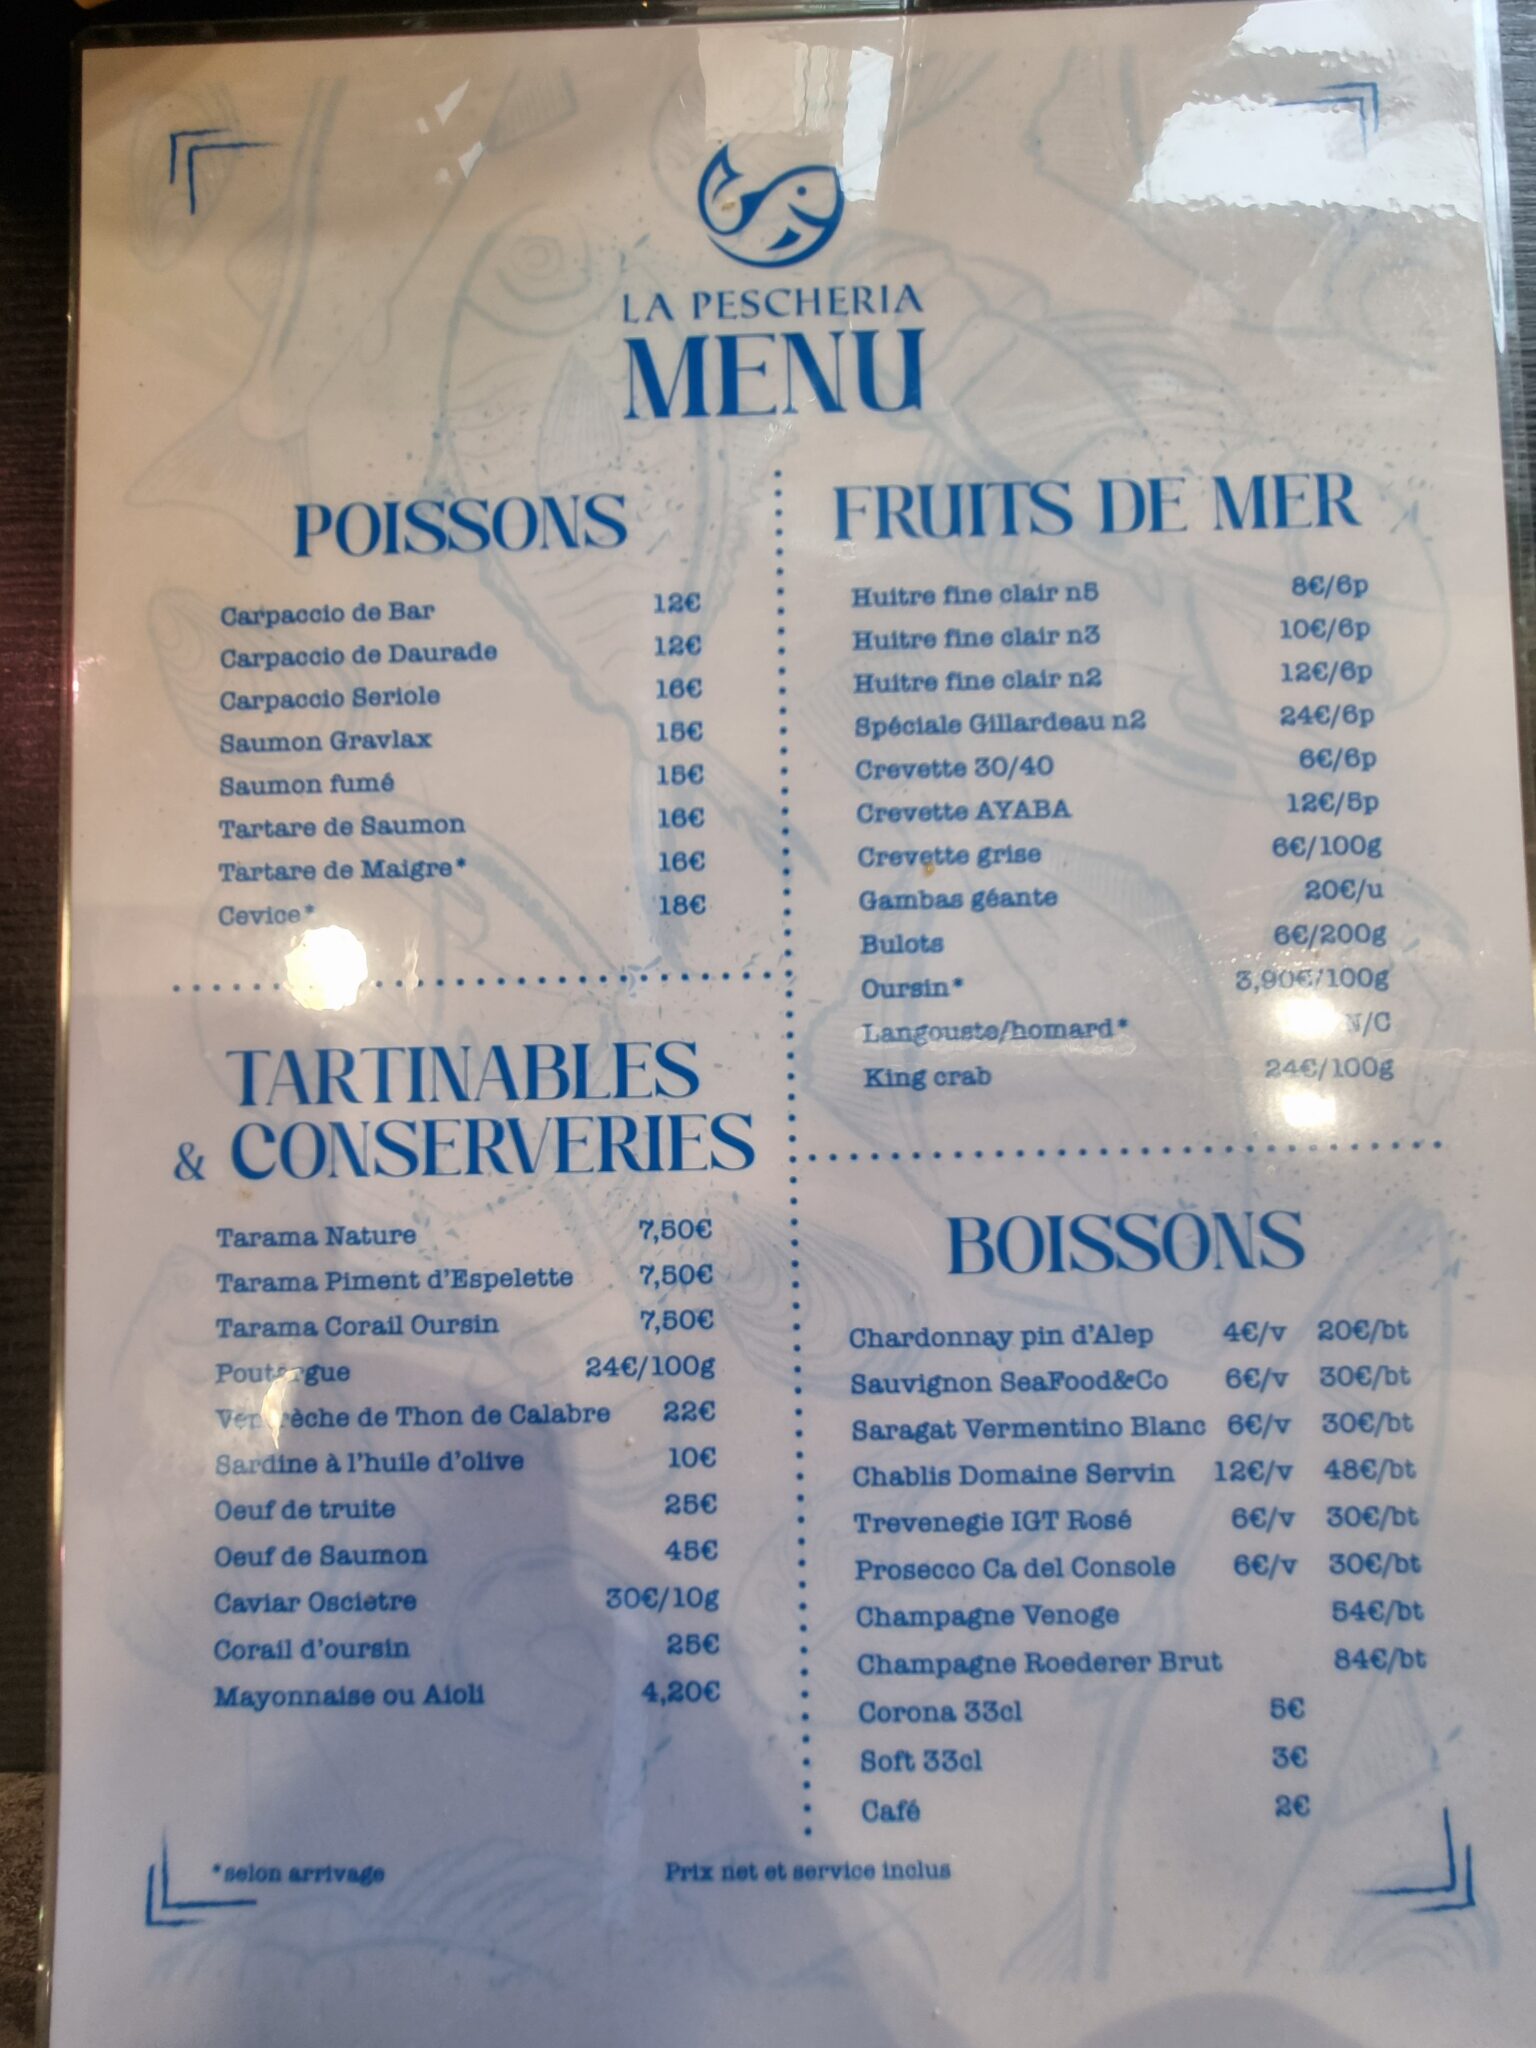 LA PESCHERIA
MENU
POISSONS
Carpaccio de Bar 12€
Carpaccio de Daurade 12€
Carpaccio Seriole 16€
Saumon Gravlax 15€
Saumon fumé 15€
Tartare de Saumon 16€
Tartare de Maigre* 16€
Cevice* 18€
TARTINABLES
& CONSERVERIES
Tarama Nature 7,50€
Tarama Piment d'Espelette 7,50€
Tarama Corail Oursin 7,50€
Poutargue 24€/100g
Ventrèche de Thon de Calabre 22€
Sardine à l'huile d'olive 10€
Oeuf de truite 25€
Oeuf de Saumon 45€
Caviar Oscietre 30€/10g
Corail d'oursin 25€
Mayonnaise ou Aioli 4,20€
FRUITS DE MER
Huitre fine clair n5 8€/6p
Huitre fine clair n3 10€/6p
Huitre fine clair n2 12€/6p
Spéciale Gillardeau n2 24€/6p
Crevette 30/40 6€/6p
Crevette AYABA 12€/5p
Crevette grise 6€/100g
Gambas géante 20€/u
Bulots 6€/200g
Oursin* 3,90€/100g
Langouste/homard* N/C
King crab 24€/100g
BOISSONS
Chardonnay pin d'Alep 4€/v 20€/bt
Sauvignon SeaFood&Co 6€/v 30€/bt
Saragat Vermentino Blanc 6€/v 30€/bt
Chablis Domaine Servin 12€/v 48€/bt
Trevenegie IGT Rosé 6€/v 30€/bt
Prosecco Ca del Console 6€/v 30€/bt
Champagne Venoge 54€/bt
Champagne Roederer Brut 84€/bt
Corona 33cl 5€
Soft 33cl 3€
Café 2€
*selon arrivage
Prix net et service inclus